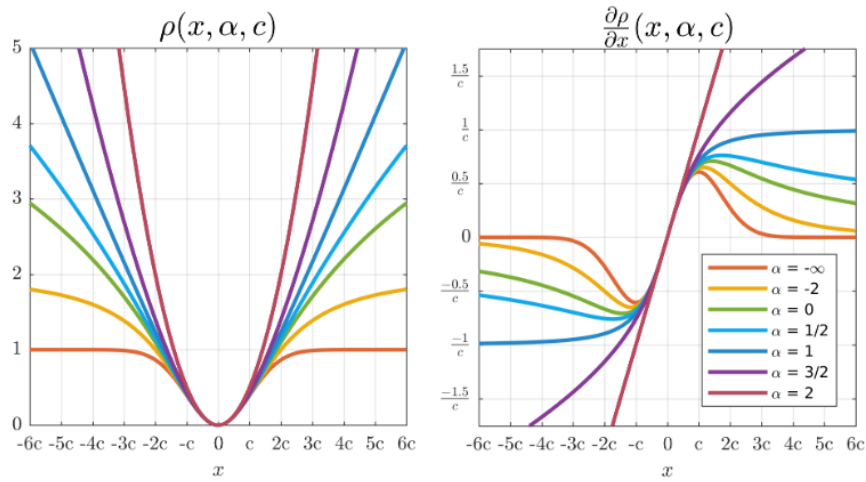 ρ(x, α, c)
5
4
3
2
1
0
-6c -5c -4c -3c -2c -c 0 c 2c 3c 4c 5c 6c
x
∂ρ/∂x (x, α, c)
1.5/c
1/c
0.5/c
0
-0.5/c
-1/c
-1.5/c
-6c -5c -4c -3c -2c -c 0 c 2c 3c 4c 5c 6c
x
α = -∞
α = -2
α = 0
α = 1/2
α = 1
α = 3/2
α = 2